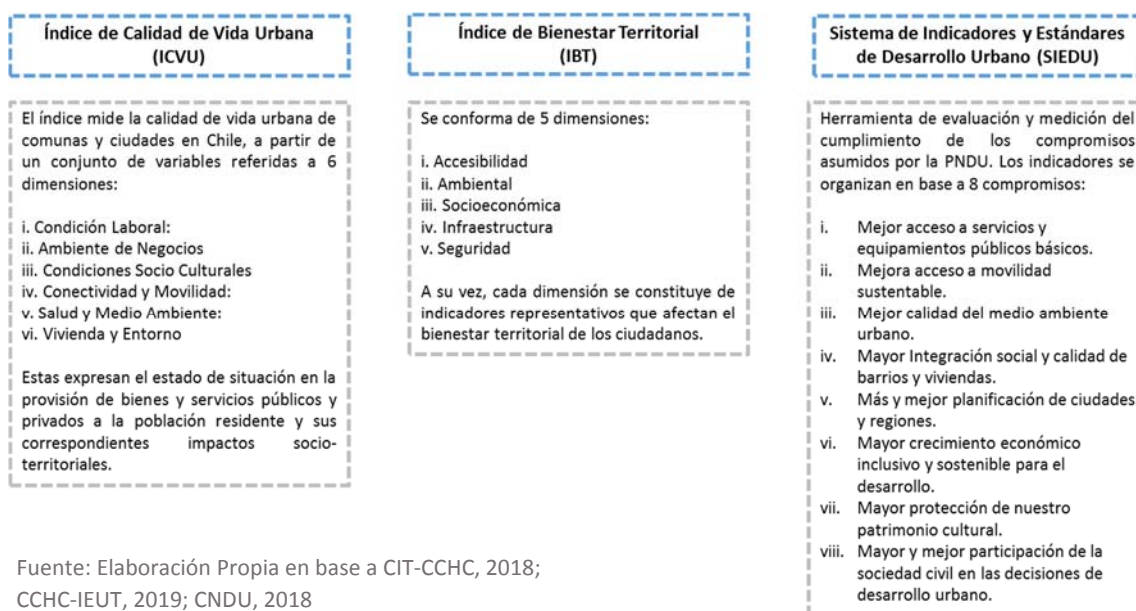 Índice de Calidad de Vida Urbana
(ICVU)
El índice mide la calidad de vida urbana de
comunas y ciudades en Chile, a partir de
un conjunto de variables referidas a 6
dimensiones:
i. Condición Laboral:
ii. Ambiente de Negocios
iii. Condiciones Socio Culturales
iv. Conectividad y Movilidad:
v. Salud y Medio Ambiente:
vi. Vivienda y Entorno
Estas expresan el estado de situación en la
provisión de bienes y servicios públicos y
privados a la población residente y sus
correspondientes impactos socio-
territoriales.
Índice de Bienestar Territorial
(IBT)
Se conforma de 5 dimensiones:
i. Accesibilidad
ii. Ambiental
iii. Socioeconómica
iv. Infraestructura
v. Seguridad
A su vez, cada dimensión se constituye de
indicadores representativos que afectan el
bienestar territorial de los ciudadanos.
Sistema de Indicadores y Estándares
de Desarrollo Urbano (SIEDU)
Herramienta de evaluación y medición del
cumplimiento de los compromisos
asumidos por la PNDU. Los indicadores se
organizan en base a 8 compromisos:
i. Mejor acceso a servicios y
equipamientos públicos básicos.
ii. Mejora acceso a movilidad
sustentable.
iii. Mejor calidad del medio ambiente
urbano.
iv. Mayor Integración social y calidad de
barrios y viviendas.
v. Más y mejor planificación de ciudades
y regiones.
vi. Mayor crecimiento económico
inclusivo y sostenible para el
desarrollo.
vii. Mayor protección de nuestro
patrimonio cultural.
viii. Mayor y mejor participación de la
sociedad civil en las decisiones de
desarrollo urbano.
Fuente: Elaboración Propia en base a CIT-CCHC, 2018;
CCHC-IEUT, 2019; CNDU, 2018